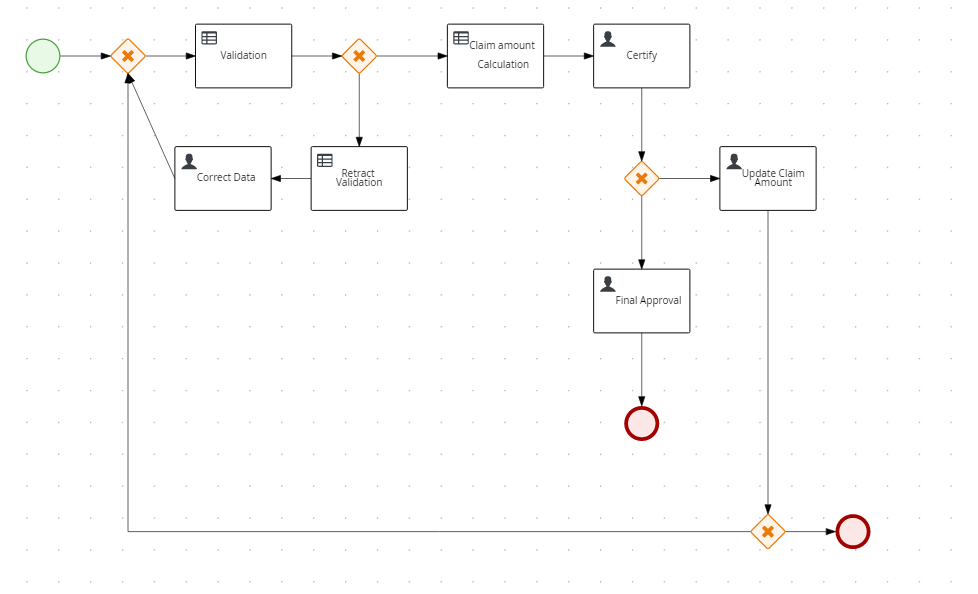 Validation
Claim amount
Calculation
Certify
Correct Data
Retract
Validation
Update Claim
Amount
Final Approval